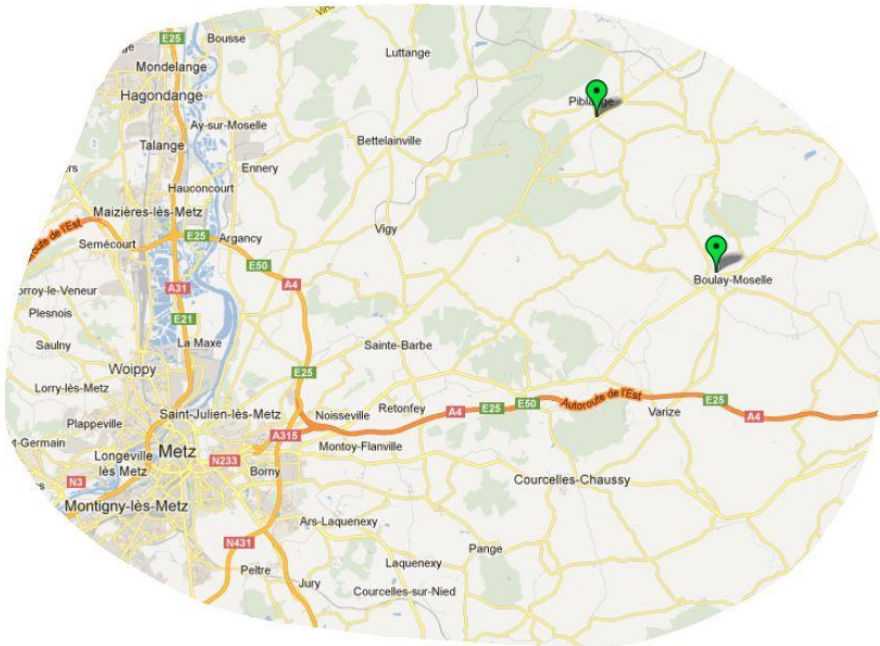 E25
Bousse
Mondelange
Luttange
Hagondange
Piblange
Ay-sur-Moselle
Talange
Bettelainville
Ennery
Hauconcourt
Maizières-lès-Metz
Vigy
Semécourt
E25
Argancy
E50
A4
Boulay-Moselle
A31
Plesnois
E21
Saulny
La Maxe
Sainte-Barbe
Woippy
E25
Lorry-lès-Metz
Autoroute de l'Est
Saint-Julien-lès-Metz
Noisseville
Retonfey
A4
E25
E50
Varize
E25
A4
Plappeville
A315
Montoy-Flanville
Metz
Longeville
lès Metz
N233
Borny
N3
Courcelles-Chaussy
Montigny-lès-Metz
Ars-Laquenexy
N431
Pange
Peltre
Jury
Laquenexy
Courcelles-sur-Nied